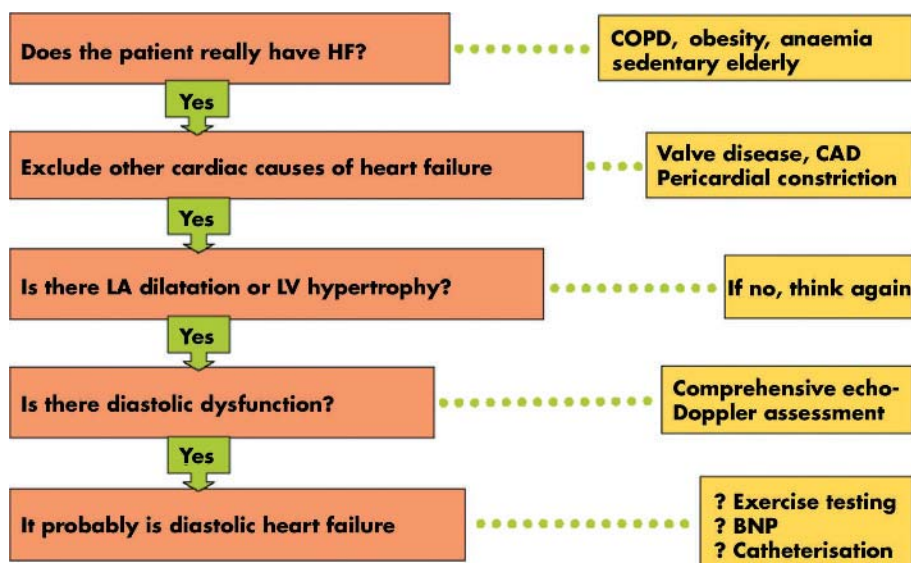 Does the patient really have HF?
COPD, obesity, anaemia
sedentary elderly
Yes
Exclude other cardiac causes of heart failure
Valve disease, CAD
Pericardial constriction
Yes
Is there LA dilatation or LV hypertrophy?
If no, think again
Yes
Is there diastolic dysfunction?
Comprehensive echo-
Doppler assessment
Yes
It probably is diastolic heart failure
? Exercise testing
? BNP
? Catheterisation